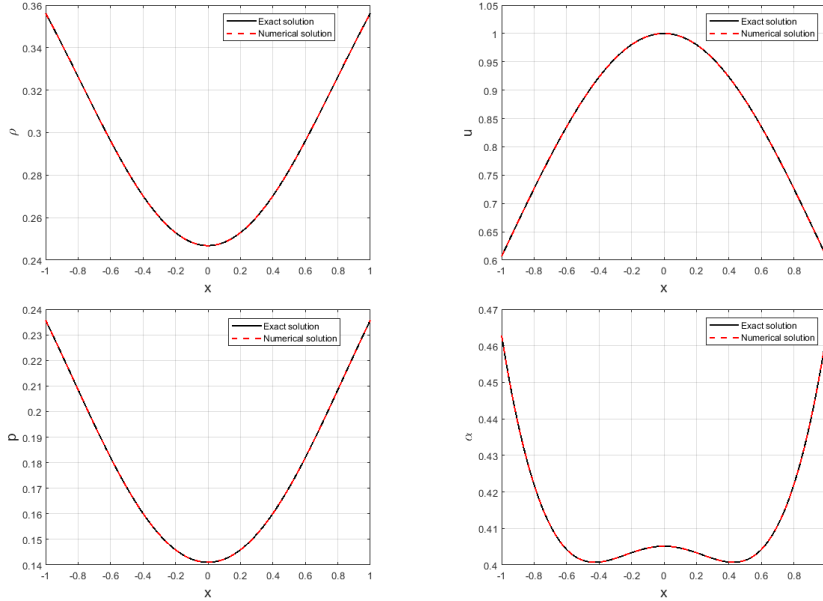 0.36
0.34
0.32
0.3
0.28
0.26
0.24
ρ
Exact solution
Numerical solution
-1 -0.8 -0.6 -0.4 -0.2 0 0.2 0.4 0.6 0.8 1
x
1.05
1
0.95
0.9
0.85
0.8
0.75
0.7
0.65
0.6
u
Exact solution
Numerical solution
-1 -0.8 -0.6 -0.4 -0.2 0 0.2 0.4 0.6 0.8
x
0.24
0.23
0.22
0.21
0.2
0.19
0.18
0.17
0.16
0.15
0.14
p
Exact solution
Numerical solution
-1 -0.8 -0.6 -0.4 -0.2 0 0.2 0.4 0.6 0.8 1
x
0.47
0.46
0.45
0.44
0.43
0.42
0.41
0.4
α
Exact solution
Numerical solution
-1 -0.8 -0.6 -0.4 -0.2 0 0.2 0.4 0.6 0.8
x